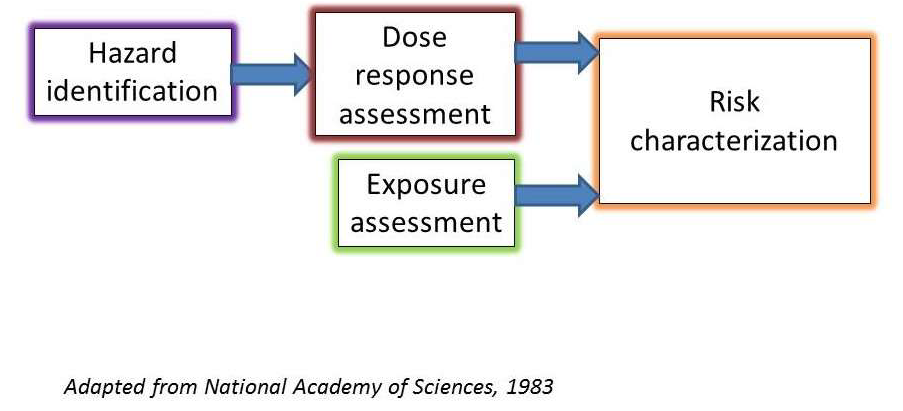 Hazard
identification
Dose
response
assessment
Exposure
assessment
Risk
characterization
Adapted from National Academy of Sciences, 1983